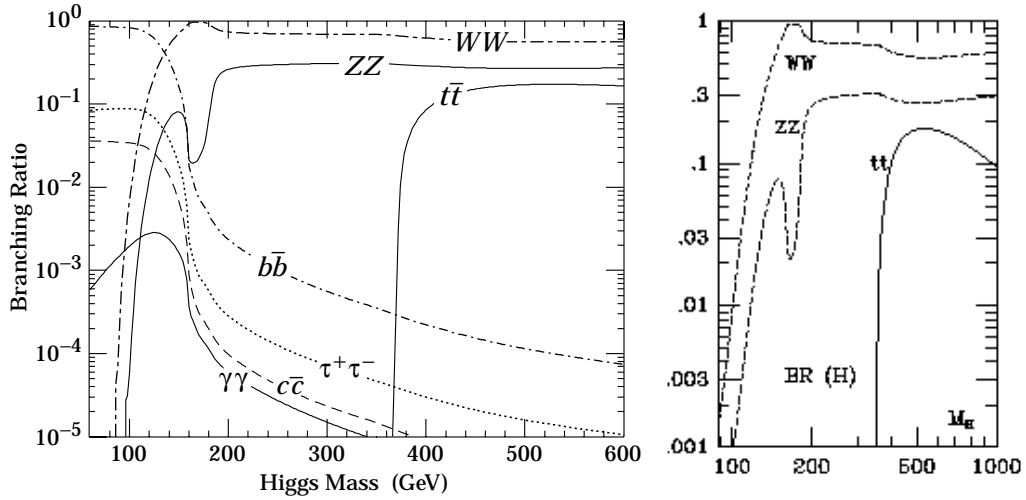 10⁰
10⁻¹
10⁻²
10⁻³
10⁻⁴
10⁻⁵
Branching Ratio
WW
ZZ
tt̄
bb̄
τ⁺τ⁻
cc̄
γγ
100 200 300 400 500 600
Higgs Mass (GeV)
1
.3
.1
.03
.01
.003
.001
WW
ZZ
tt
BR (H)
M_H
100 200 500 1000